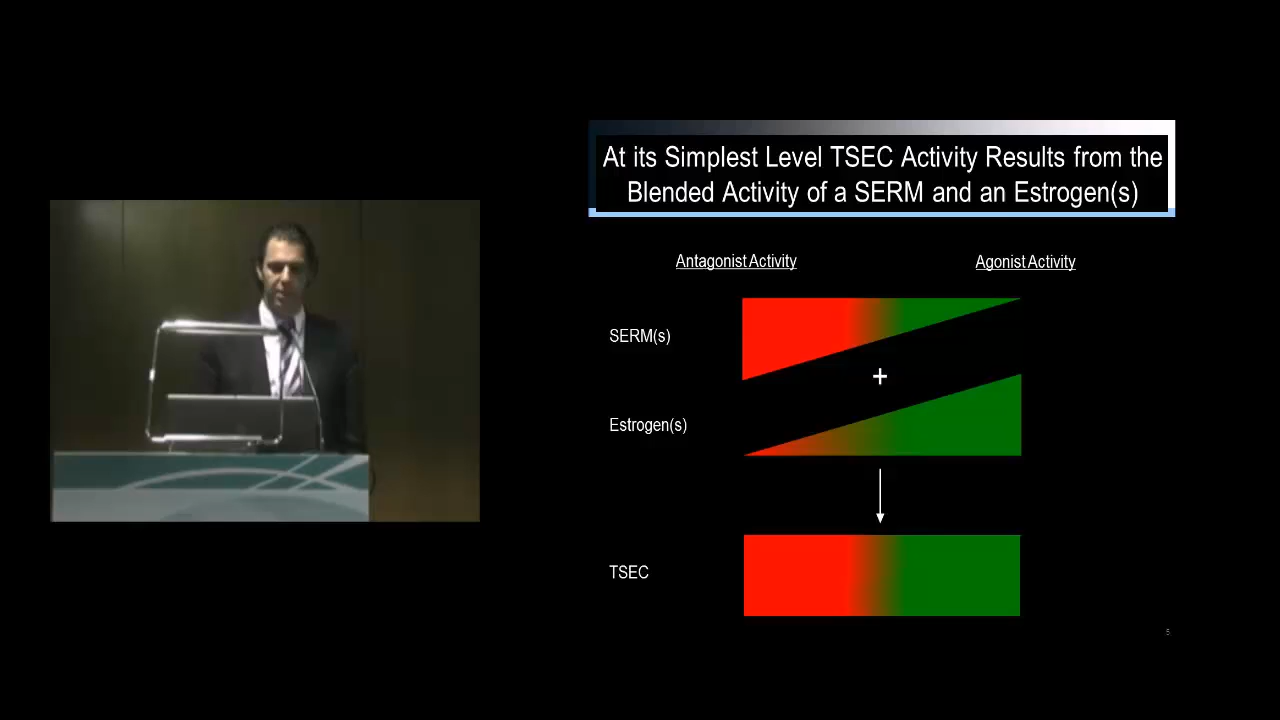 At its Simplest Level TSEC Activity Results from the
Blended Activity of a SERM and an Estrogen(s)
Antagonist Activity
Agonist Activity
SERM(s)
+
Estrogen(s)
TSEC
5